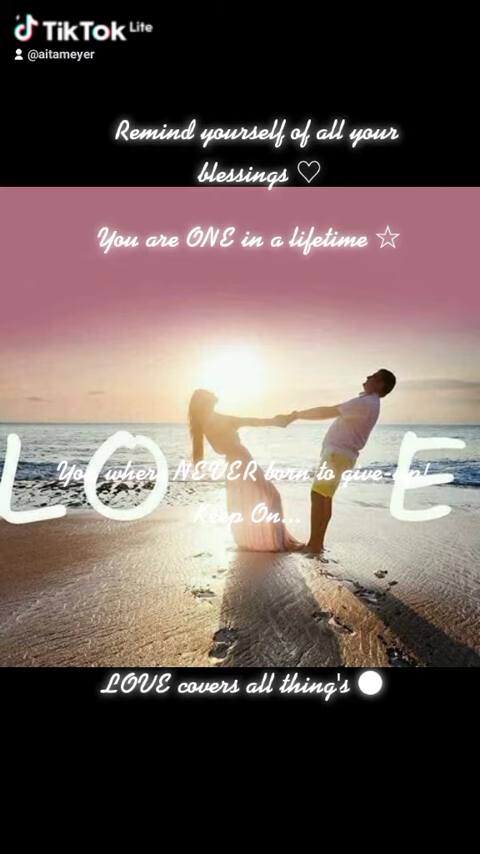 TikTok Lite
@aitameyer
Remind yourself of all your
blessings ♡
You are ONE in a lifetime ☆
LO E
You where NEVER born to give-up!
Keep On...
LOVE covers all thing's